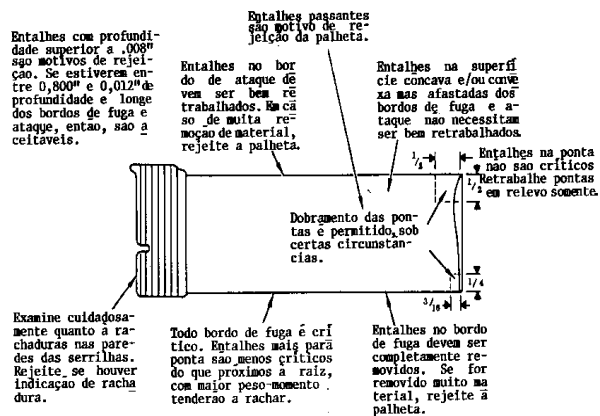 Entalhes com profundi-
dade superior a .008"
são motivos de rejei-
ção. Se estiverem en-
tre 0,800" e 0,012"de
profundidade e longe
dos bordos de fuga e
ataque, então, são a
ceitáveis.
Entalhes passantes
são motivo de re-
jeição da palheta.
Entalhes no bor
do de ataque de
vem ser bem re
trabalhados. Em ca
so de muita re-
moção de material,
rejeite a palheta.
Entalhes na superfí
cie concava e/ou conve
xa mas afastadas dos
bordos de fuga e a-
taque não necessitam
ser bem retrabalhados.
Entalhes na ponta
não são críticos
Retrabalhe pontas
em relevo somente.
1/3
1/2
Dobramento das pon-
tas é permitido, sob
certas circunstân-
cias.
1/4
3/16
Examine cuidadosa-
mente quanto a ra-
chaduras nas pare-
des das serrilhas.
Rejeite se houver
indicação de racha
dura.
Todo bordo de fuga é crí
tico. Entalhes mais para
ponta são menos críticos
do que próximos a raiz,
com maior peso-momento
tenderão a rachar.
Entalhes no bordo
de fuga devem ser
completamente re-
movidos. Se for
removido muito ma
terial, rejeite a
palheta.